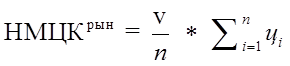 НМЦК^рын = v/n * ∑_{i=1}^{n} ц_i